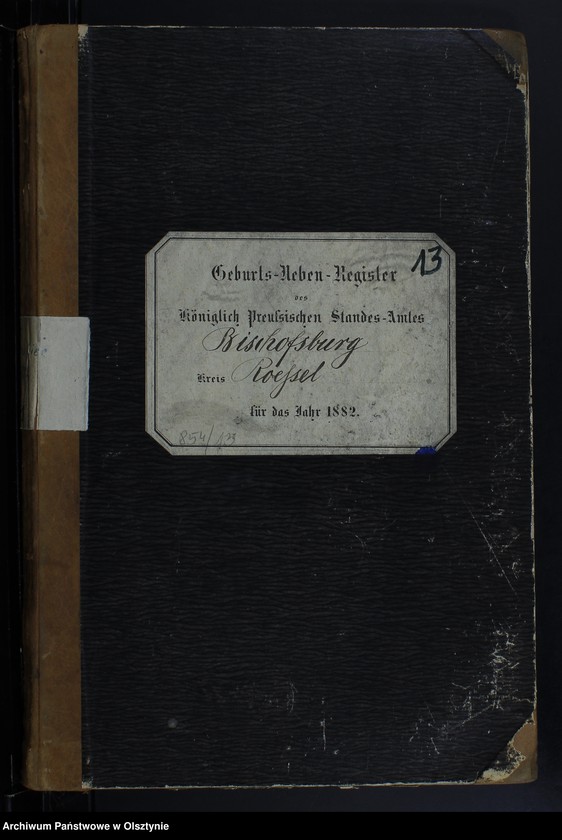 13
Geburts-Neben-Register
des
Königlich Preußischen Standes-Amtes
Bischofsburg
Kreis Roessel
für das Jahr 1882.
854/123
Archiwum Państwowe w Olsztynie